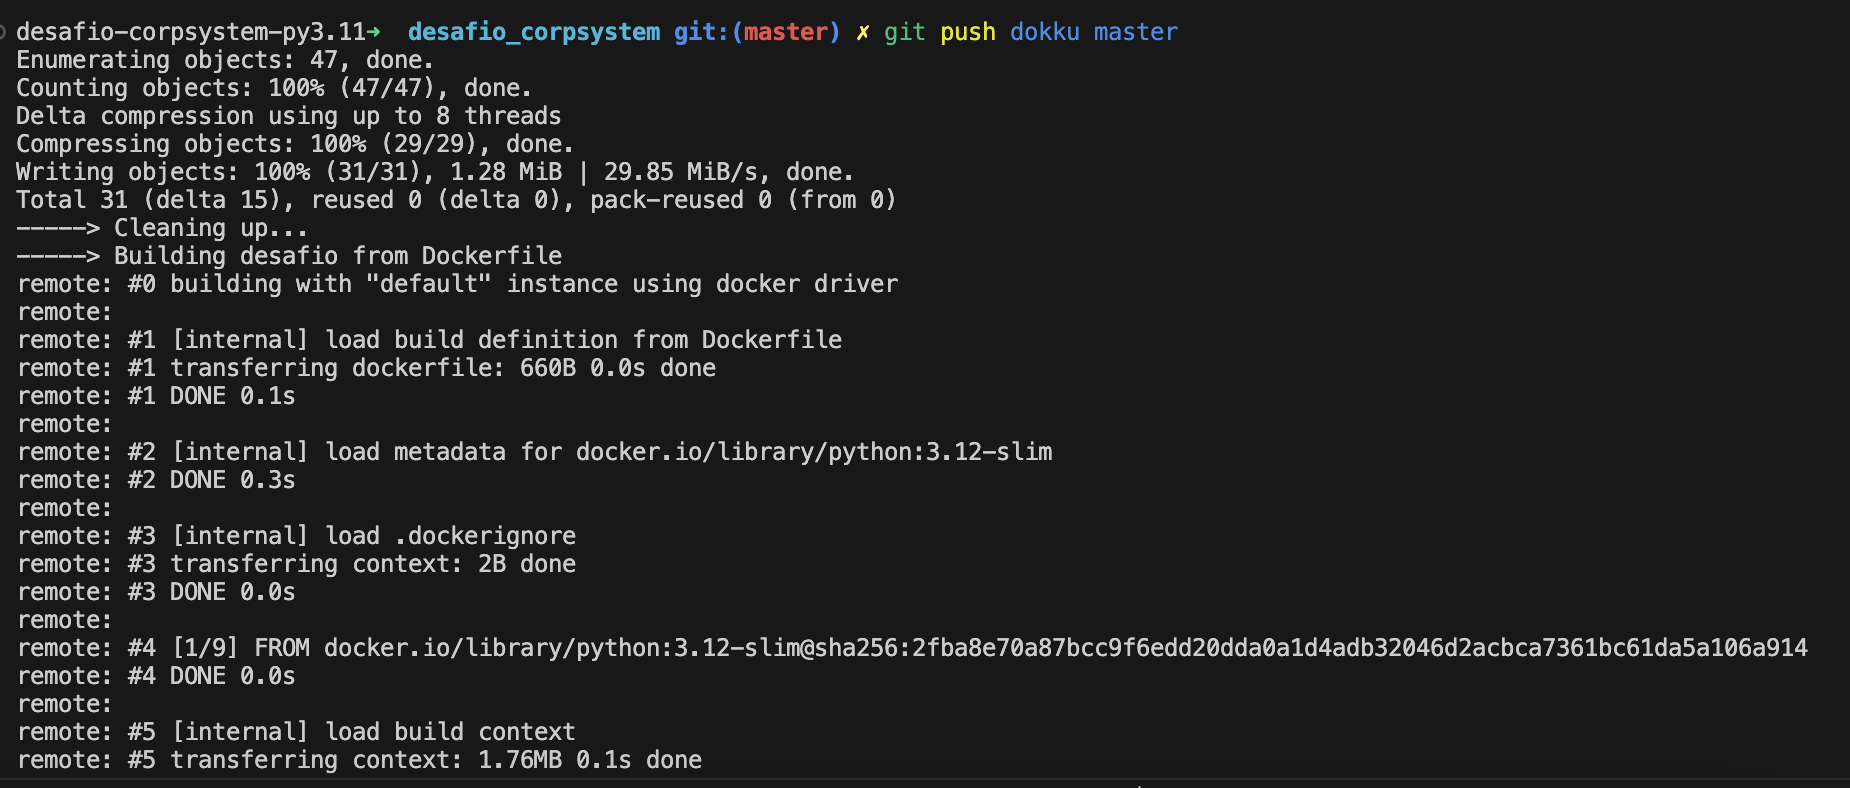 desafio-corpsystem-py3.11→ desafio_corpsystem git:(master) ✗ git push dokku master
Enumerating objects: 47, done.
Counting objects: 100% (47/47), done.
Delta compression using up to 8 threads
Compressing objects: 100% (29/29), done.
Writing objects: 100% (31/31), 1.28 MiB | 29.85 MiB/s, done.
Total 31 (delta 15), reused 0 (delta 0), pack-reused 0 (from 0)
-----> Cleaning up...
-----> Building desafio from Dockerfile
remote: #0 building with "default" instance using docker driver
remote:
remote: #1 [internal] load build definition from Dockerfile
remote: #1 transferring dockerfile: 660B 0.0s done
remote: #1 DONE 0.1s
remote:
remote: #2 [internal] load metadata for docker.io/library/python:3.12-slim
remote: #2 DONE 0.3s
remote:
remote: #3 [internal] load .dockerignore
remote: #3 transferring context: 2B done
remote: #3 DONE 0.0s
remote:
remote: #4 [1/9] FROM docker.io/library/python:3.12-slim@sha256:2fba8e70a87bcc9f6edd20dda0a1d4adb32046d2acbca7361bc61da5a106a914
remote: #4 DONE 0.0s
remote:
remote: #5 [internal] load build context
remote: #5 transferring context: 1.76MB 0.1s done